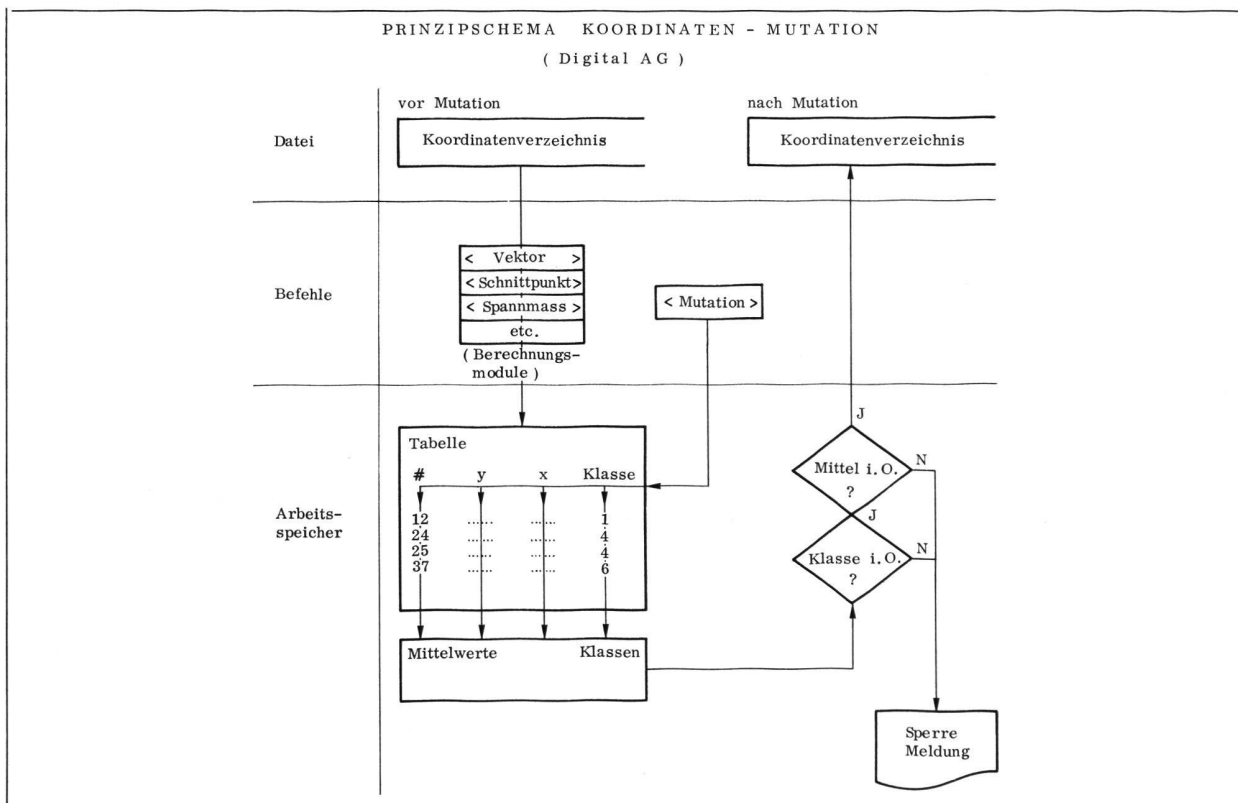 PRINZIPSCHEMA KOORDINATEN - MUTATION
( Digital AG )
vor Mutation
nach Mutation
Datei
Koordinatenverzeichnis
Koordinatenverzeichnis
Befehle
< Vektor >
< Schnittpunkt >
< Spannmass >
etc.
( Berechnungs-
module )
< Mutation >
Arbeits-
speicher
Tabelle
# y x Klasse
12 ...... ...... 1
24 ...... ...... 4
25 ...... ...... 4
37 ...... ...... 6
Mittelwerte Klassen
J
Mittel i.O.
?
N
J
Klasse i.O.
?
N
Sperre
Meldung